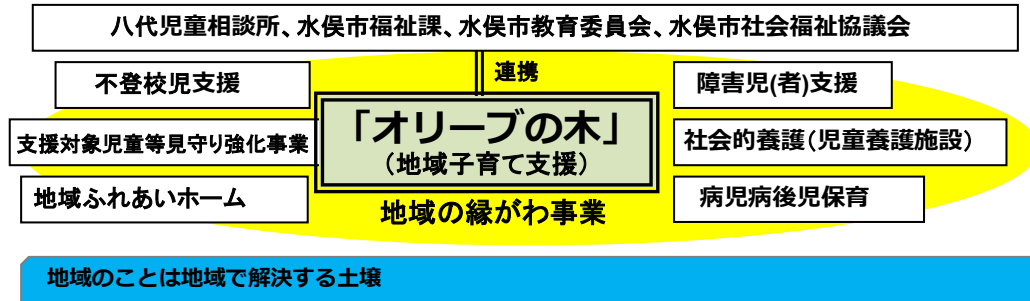 八代児童相談所、水俣市福祉課、水俣市教育委員会、水俣市社会福祉協議会
連携
不登校児支援
障害児(者)支援
「オリーブの木」
(地域子育て支援)
支援対象児童等見守り強化事業
社会的養護(児童養護施設)
地域ふれあいホーム
病児病後児保育
地域の縁がわ事業
地域のことは地域で解決する土壌